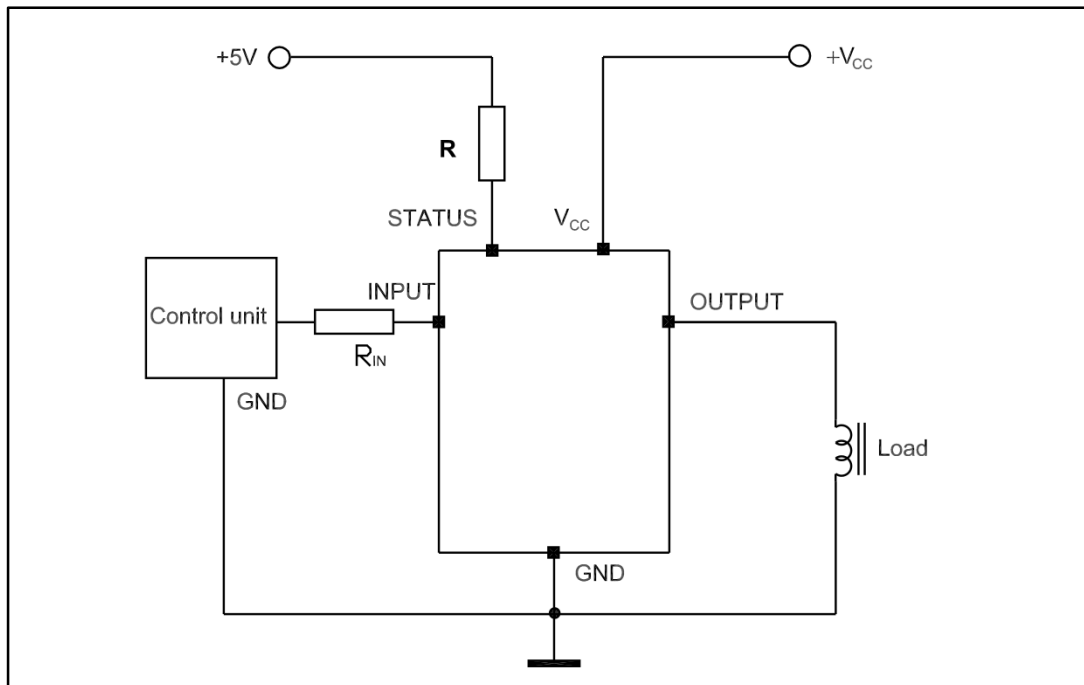 +5V
+VCC
R
STATUS
VCC
INPUT
OUTPUT
Control unit
RIN
GND
Load
GND